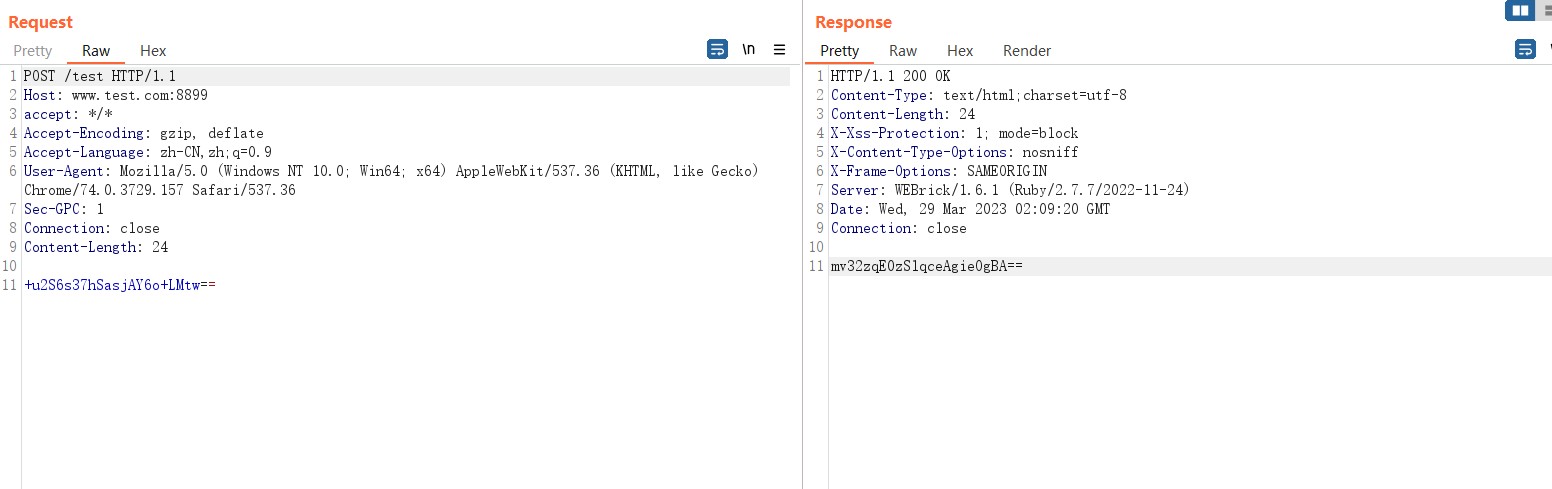 Request
Pretty Raw Hex \n
1 POST /test HTTP/1.1
2 Host: www.test.com:8899
3 accept: */*
4 Accept-Encoding: gzip, deflate
5 Accept-Language: zh-CN,zh;q=0.9
6 User-Agent: Mozilla/5.0 (Windows NT 10.0; Win64; x64) AppleWebKit/537.36 (KHTML, like Gecko)
Chrome/74.0.3729.157 Safari/537.36
7 Sec-GPC: 1
8 Connection: close
9 Content-Length: 24
10
11 +u2S6s37hSasjAY6o+LMtw==
Response
Pretty Raw Hex Render
1 HTTP/1.1 200 OK
2 Content-Type: text/html;charset=utf-8
3 Content-Length: 24
4 X-Xss-Protection: 1; mode=block
5 X-Content-Type-Options: nosniff
6 X-Frame-Options: SAMEORIGIN
7 Server: WEBrick/1.6.1 (Ruby/2.7.7/2022-11-24)
8 Date: Wed, 29 Mar 2023 02:09:20 GMT
9 Connection: close
10
11 mv32zqE0zS1qceAgie0gBA==